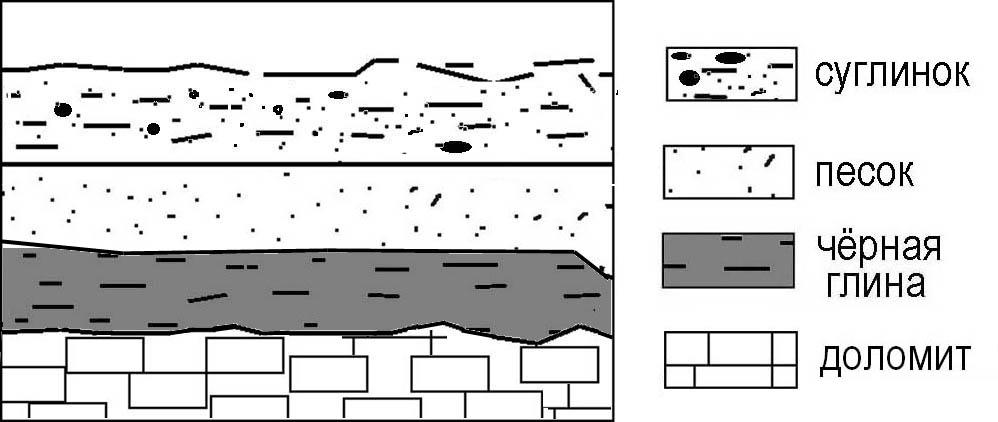 суглинок
песок
чёрная
глина
доломит